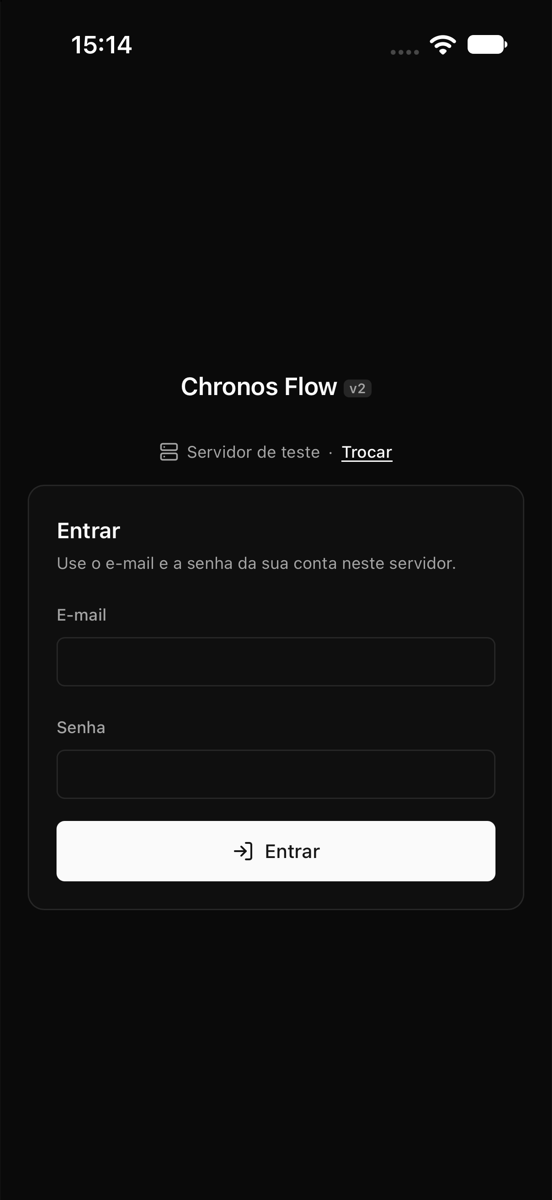 15:14
Chronos Flow v2
Servidor de teste · Trocar
Entrar
Use o e-mail e a senha da sua conta neste servidor.
E-mail
Senha
Entrar